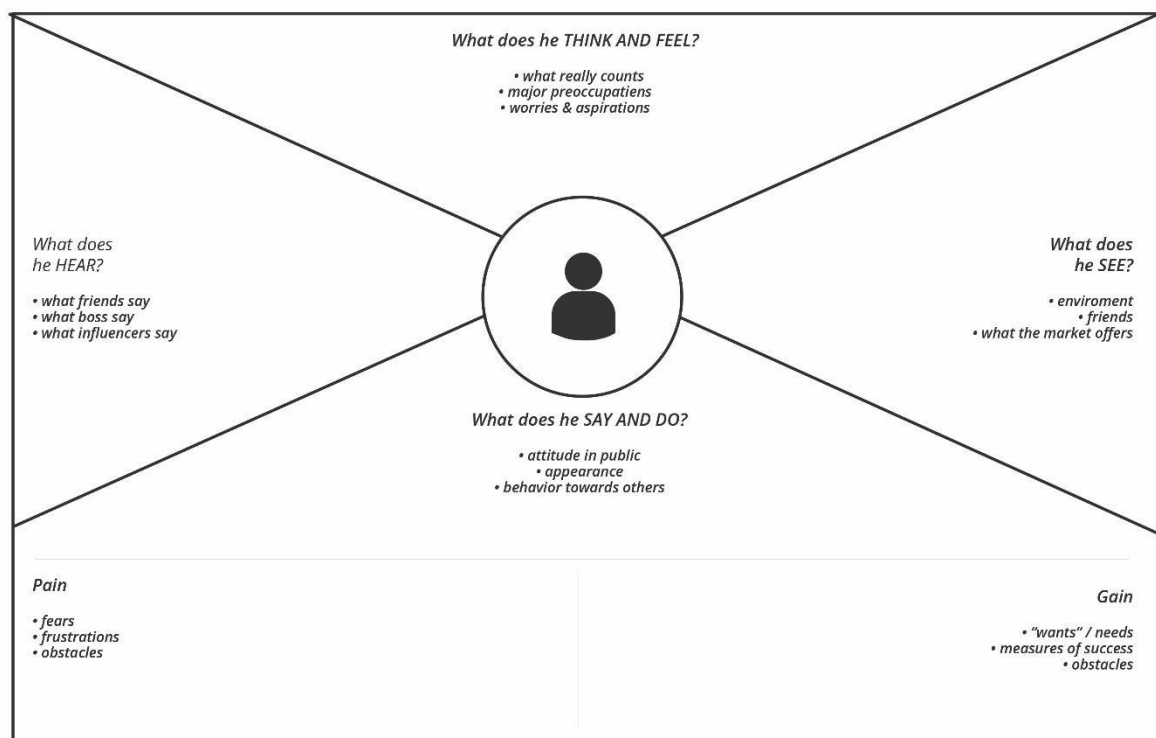 What does he THINK AND FEEL?
• what really counts
• major preoccupatiens
• worries & aspirations
What does
he HEAR?
• what friends say
• what boss say
• what influencers say
What does
he SEE?
• enviroment
• friends
• what the market offers
What does he SAY AND DO?
• attitude in public
• appearance
• behavior towards others
Pain
• fears
• frustrations
• obstacles
Gain
• “wants” / needs
• measures of success
• obstacles